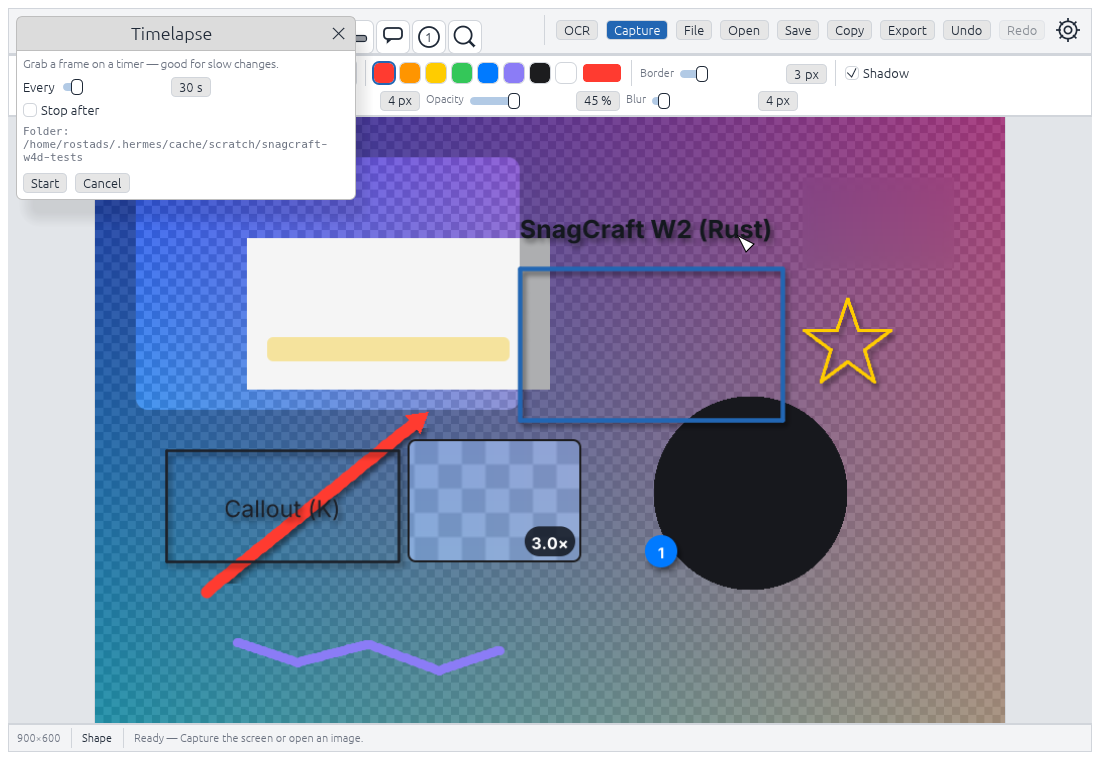 Timelapse
Grab a frame on a timer — good for slow changes.
Every 30 s
Stop after
Folder:
/home/rostads/.hermes/cache/scratch/snagcraft-
w4d-tests
Start Cancel
1
OCR Capture File Open Save Copy Export Undo Redo
Border 3 px Shadow
4 px Opacity 45 % Blur 4 px
SnagCraft W2 (Rust)
Callout (K)
3.0×
1
900×600 Shape Ready — Capture the screen or open an image.